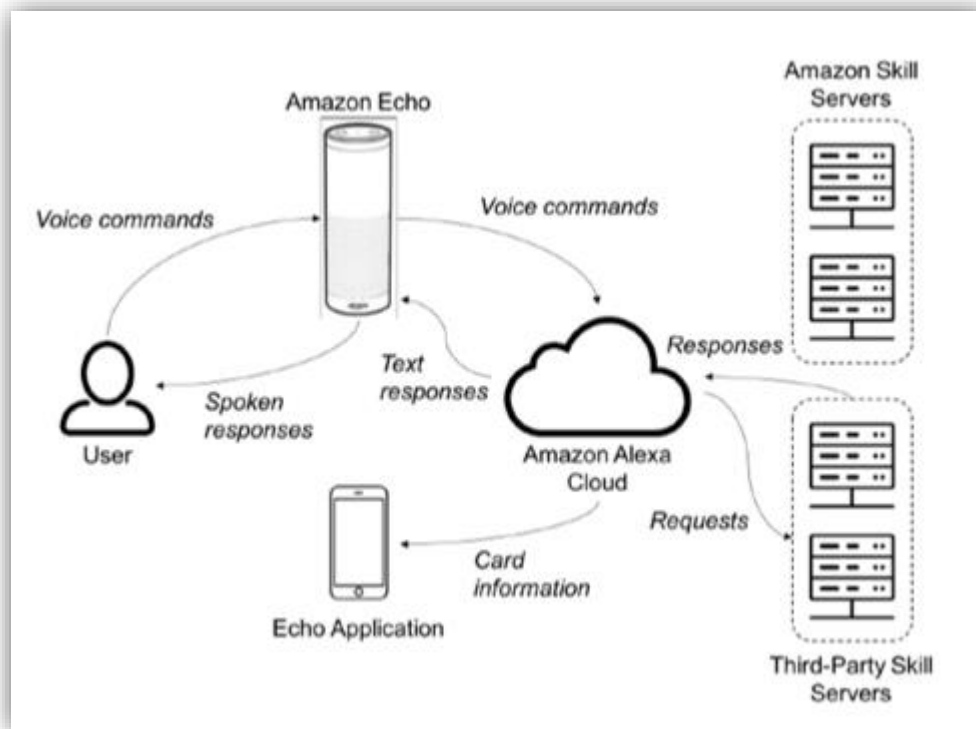 Amazon Skill
Servers
Amazon Echo
Voice commands
Voice commands
Responses
Text
responses
Spoken
responses
User
Amazon Alexa
Cloud
Requests
Card
information
Echo Application
Third-Party Skill
Servers